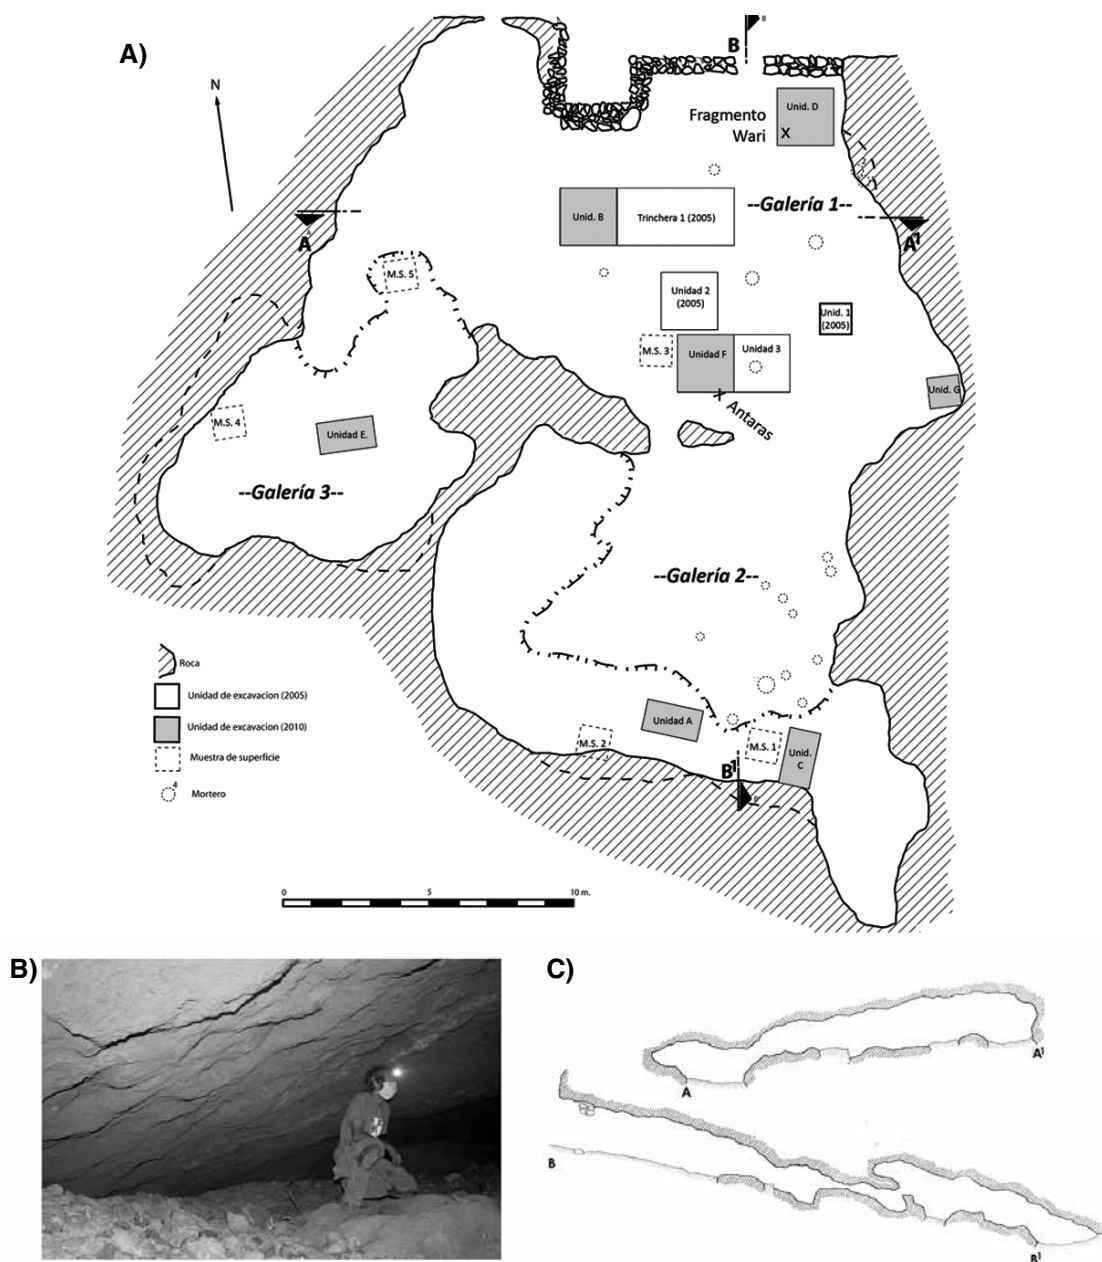 A)
B
B
N
Unid. D
Fragmento
Wari
X
Unid. B
Trinchera 1 (2005)
--Galería 1--
A
A
A1
M.S. 5
Unidad 2
(2005)
Unid. 1
(2005)
M.S. 3
Unidad F
Unidad 3
Unid. G
X
Antaras
M.S. 4
Unidad E.
--Galería 3--
--Galería 2--
Roca
Unidad de excavacion (2005)
Unidad de excavacion (2010)
Muestra de superficie
4
Mortero
Unidad A
M.S. 2
M.S. 1
Unid.
C
B1
B'
0 5 10 m.
B)
C)
A
A1
B
B1